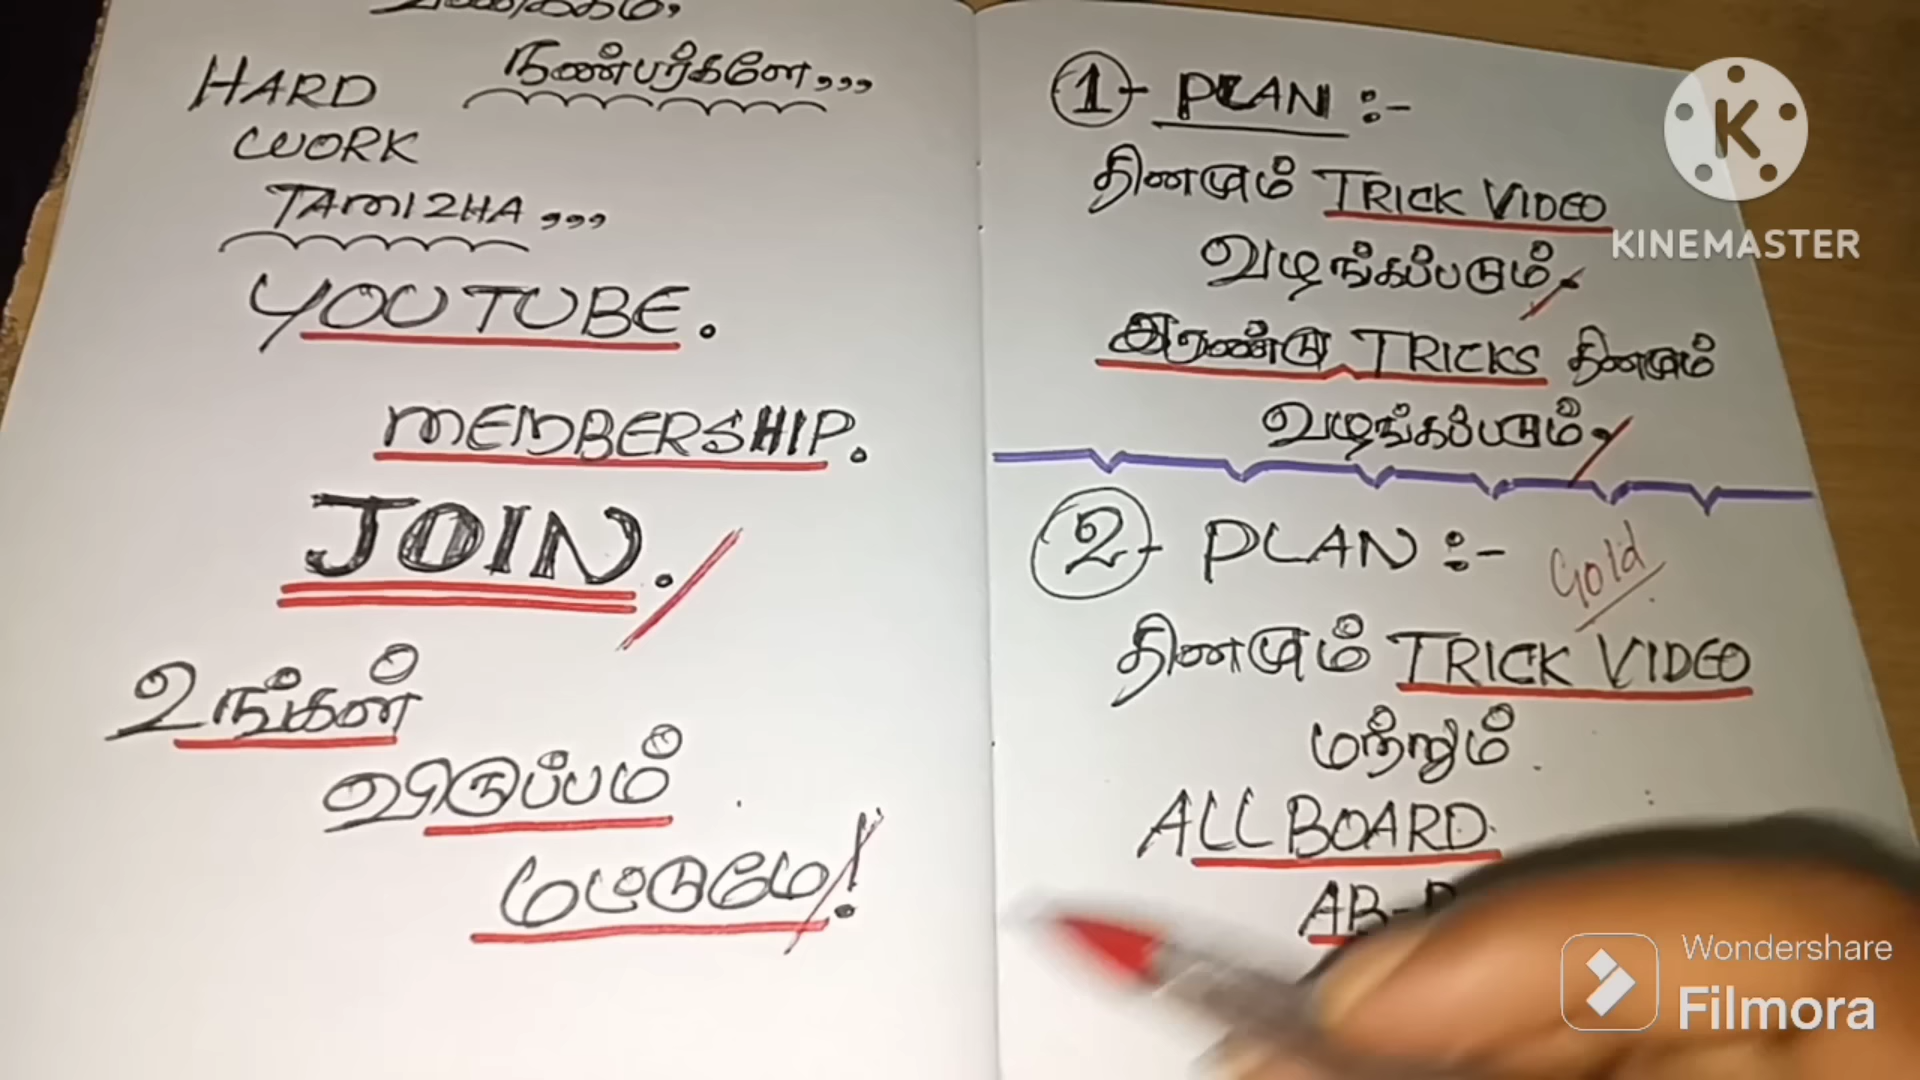 வணக்கம்,
நண்பர்களே,,,
HARD
WORK
TAMIZHA,,,
YOUTUBE.
MEMBERSHIP.
JOIN.
உங்கள்
விருப்பம்
மட்டுமே!
1- PLAN :-
தினமும் TRICK VIDEO
வழங்கப்படும்.
இரண்டு TRICKS தினமும்
வழங்கப்படும்.
2- PLAN :- Gold
தினமும் TRICK VIDEO
மற்றும்
ALL BOARD
K
KINEMASTER
Wondershare
Filmora